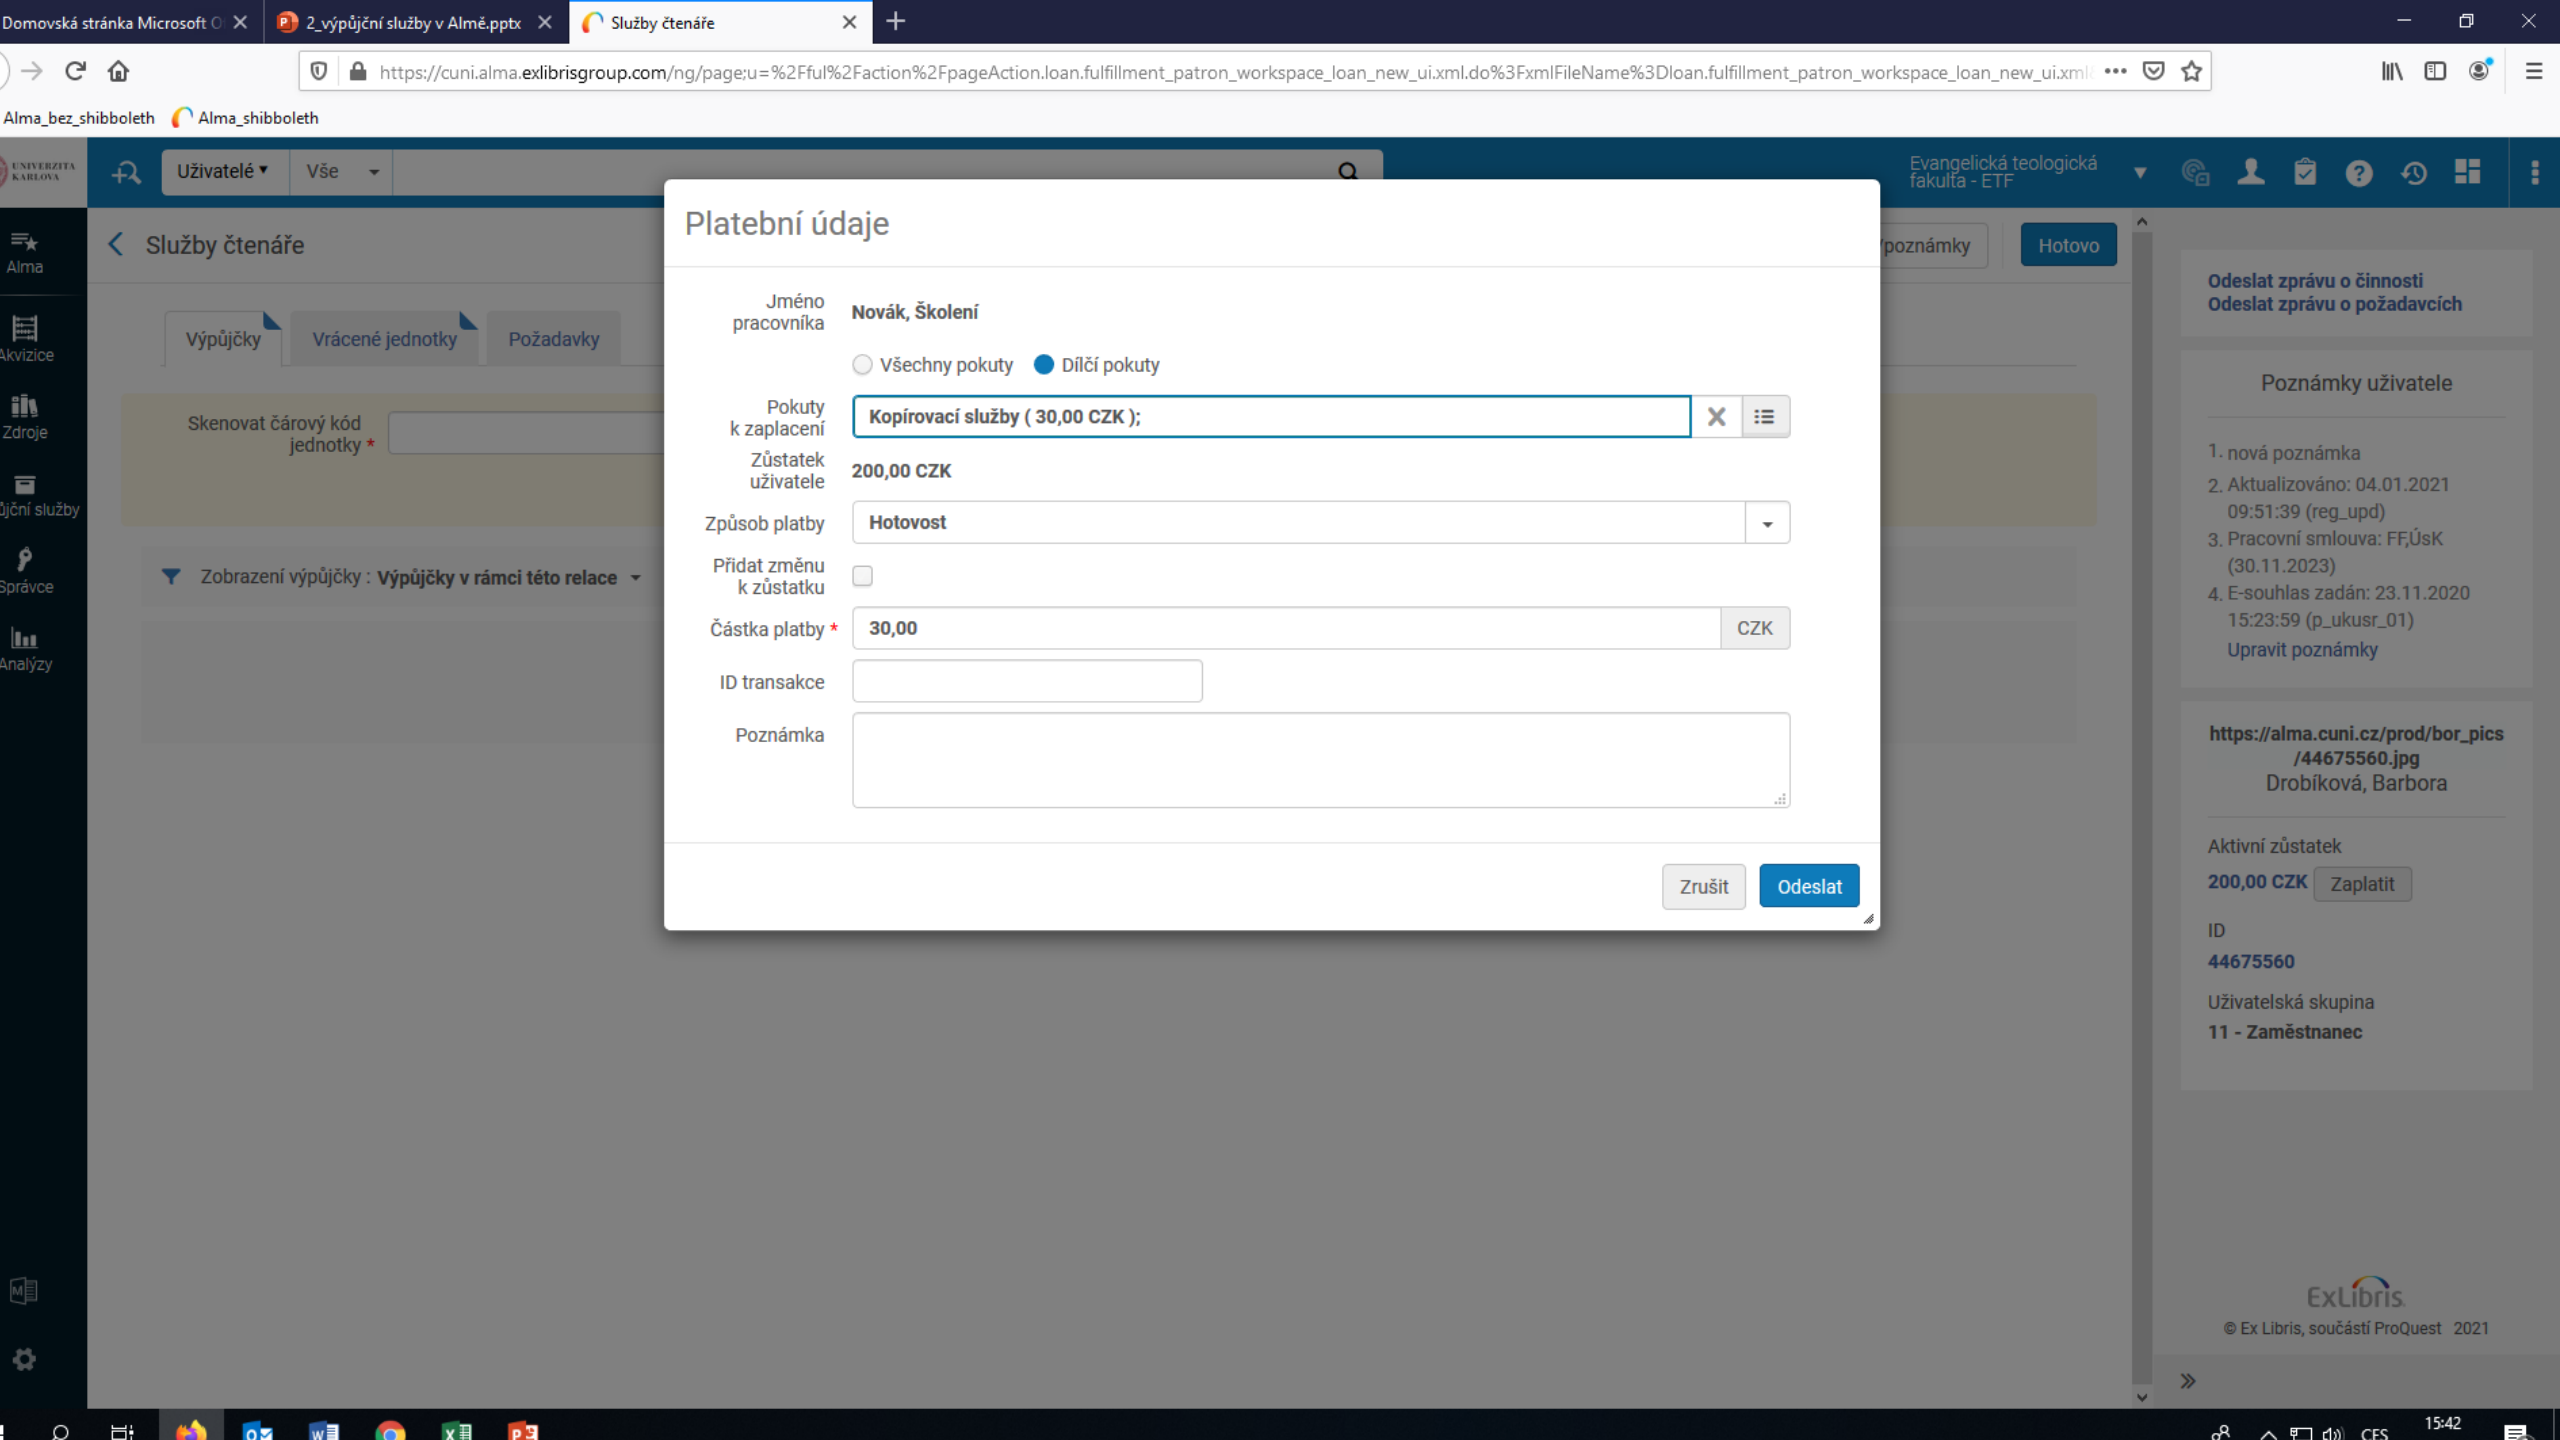 Domovská stránka Microsoft O
2_výpůjční služby v Almě.pptx
Služby čtenáře
https://cuni.alma.exlibrisgroup.com/ng/page;u=%2Fful%2Faction%2FpageAction.loan.fulfillment_patron_workspace_loan_new_ui.xml.do%3FxmlFileName%3Dloan.fulfillment_patron_workspace_loan_new_ui.xml
Alma_bez_shibboleth
Alma_shibboleth
UNIVERZITA
KARLOVA
Uživatelé
Vše
Evangelická teologická
fakulta - ETF
Alma
Akvizice
Zdroje
ůjční služby
Správce
Analýzy
Služby čtenáře
/poznámky
Hotovo
Výpůjčky
Vrácené jednotky
Požadavky
Skenovat čárový kód
jednotky *
Zobrazení výpůjčky : Výpůjčky v rámci této relace
Platební údaje
Jméno
pracovníka
Novák, Školení
Všechny pokuty
Dílčí pokuty
Pokuty
k zaplacení
Kopírovací služby ( 30,00 CZK );
Zůstatek
uživatele
200,00 CZK
Způsob platby
Hotovost
Přidat změnu
k zůstatku
Částka platby *
30,00
CZK
ID transakce
Poznámka
Zrušit
Odeslat
Odeslat zprávu o činnosti
Odeslat zprávu o požadavcích
Poznámky uživatele
1. nová poznámka
2. Aktualizováno: 04.01.2021
09:51:39 (reg_upd)
3. Pracovní smlouva: FF,ÚsK
(30.11.2023)
4. E-souhlas zadán: 23.11.2020
15:23:59 (p_ukusr_01)
Upravit poznámky
https://alma.cuni.cz/prod/bor_pics
/44675560.jpg
Drobíková, Barbora
Aktivní zůstatek
200,00 CZK
Zaplatit
ID
44675560
Uživatelská skupina
11 - Zaměstnanec
ExLibris
© Ex Libris, součástí ProQuest 2021
CES
15:42